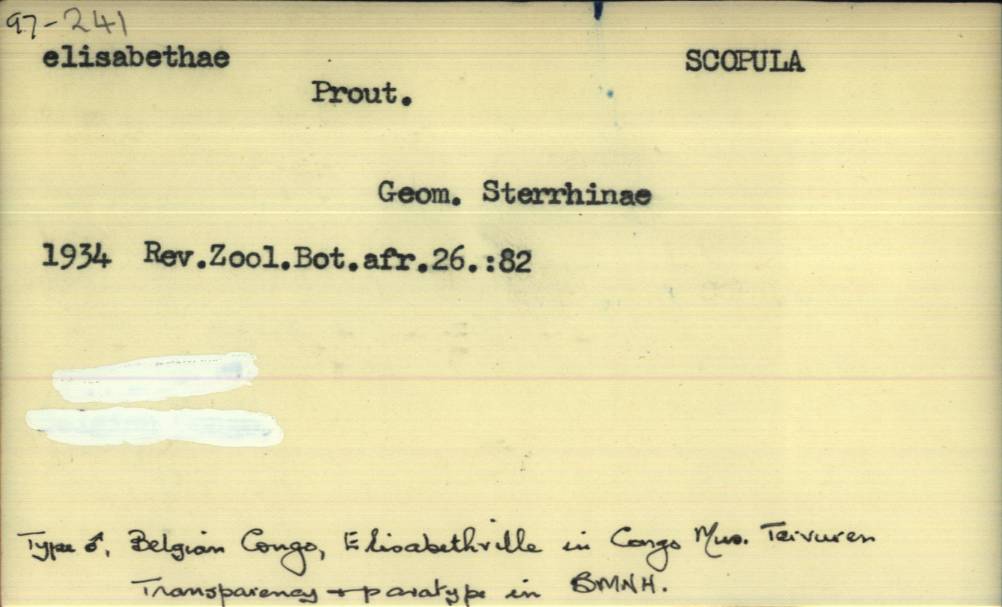 97-241
elisabethae SCOPULA
Prout.
Geom. Sterrhinae
1934 Rev.Zool.Bot.afr.26.:82
Type ♂, Belgian Congo, Elisabethville in Congo Mus. Tervuren
Transparency + paratype in BMNH.